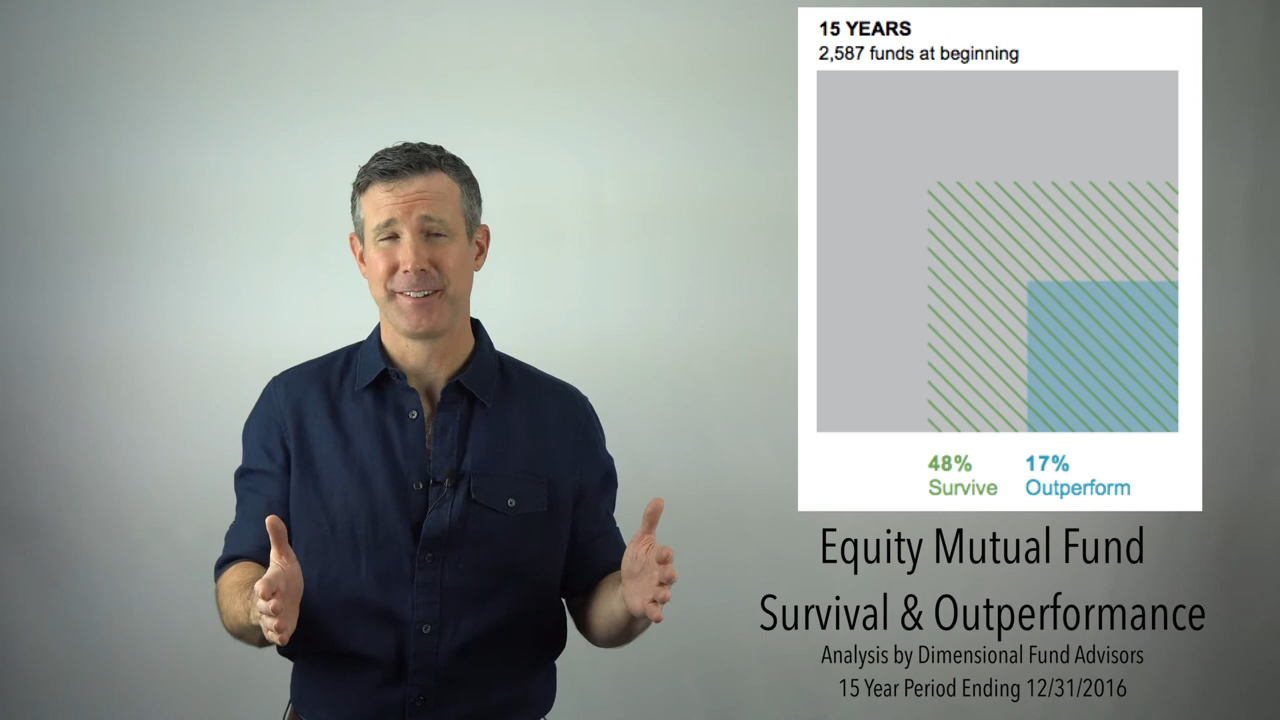 15 YEARS
2,587 funds at beginning
48% 17%
Survive Outperform
Equity Mutual Fund
Survival & Outperformance
Analysis by Dimensional Fund Advisors
15 Year Period Ending 12/31/2016